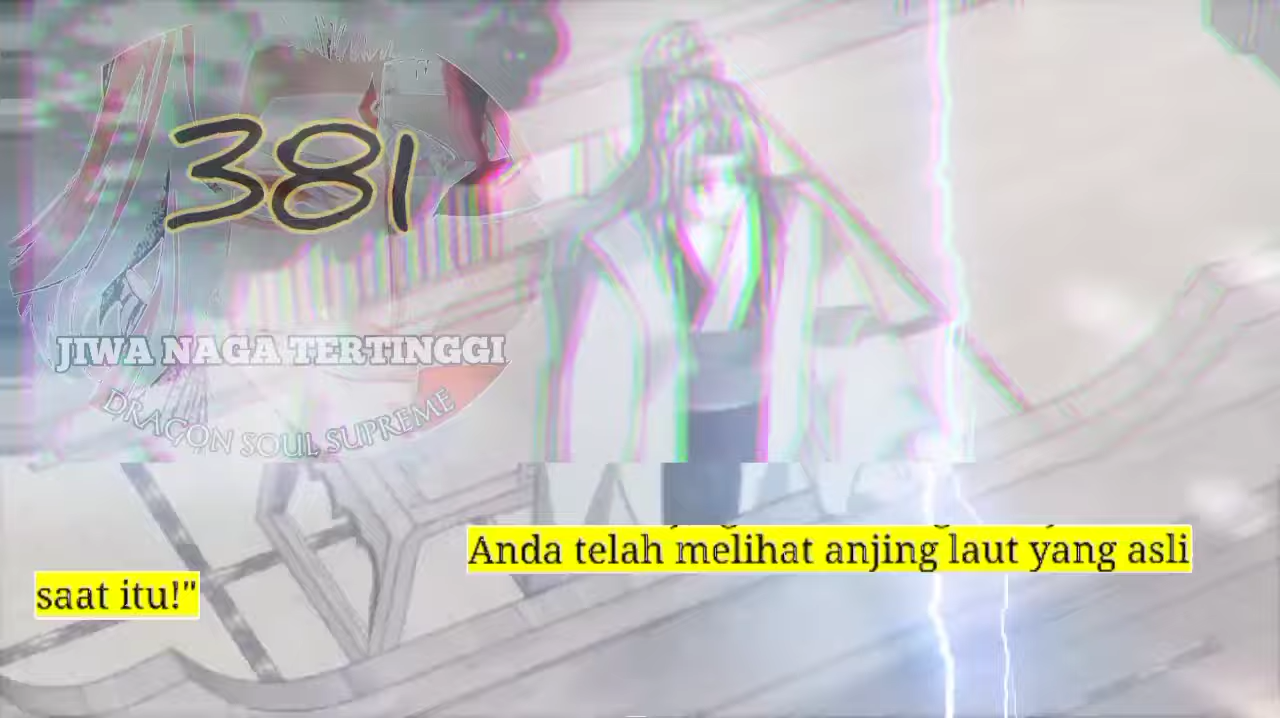 381
JIWA NAGA TERTINGGI
DRAGON SOUL SUPREME
Anda telah melihat anjing laut yang asli
saat itu!"